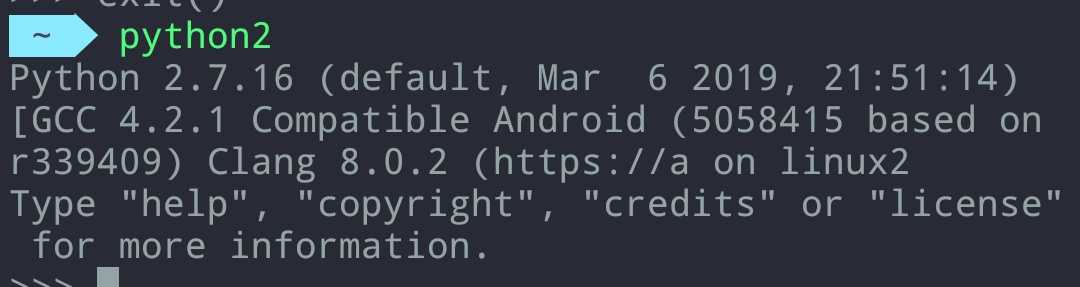 >>> exit()
~ python2
Python 2.7.16 (default, Mar  6 2019, 21:51:14)
[GCC 4.2.1 Compatible Android (5058415 based on
r339409) Clang 8.0.2 (https://a on linux2
Type "help", "copyright", "credits" or "license"
 for more information.
>>>